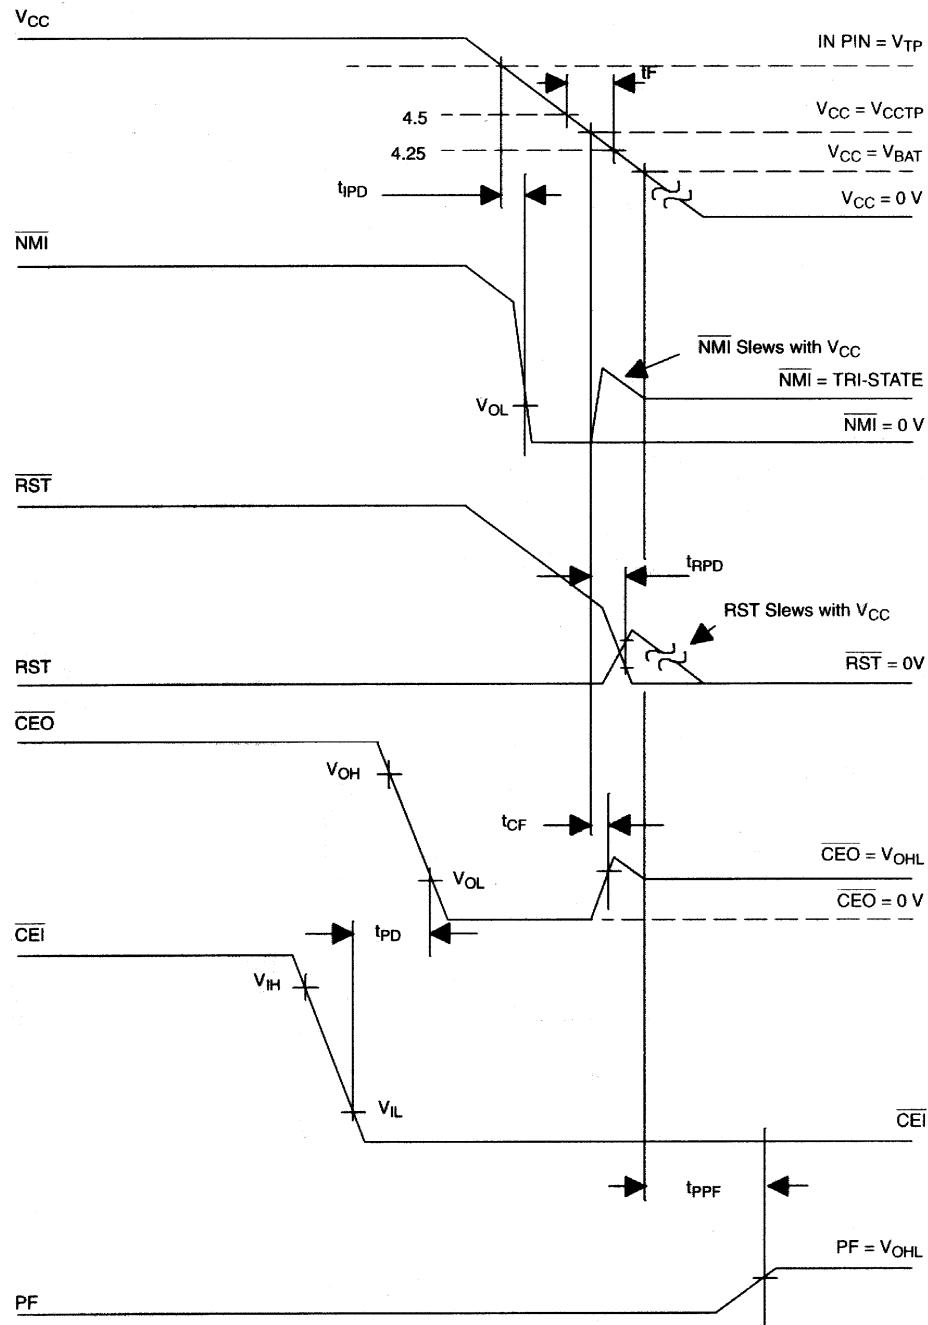 VCC
IN PIN = VTP
tF
4.5
VCC = VCCTP
4.25
VCC = VBAT
tIPD
VCC = 0 V
NMI
NMI Slews with VCC
NMI = TRI-STATE
VOL
NMI = 0 V
RST
tRPD
RST Slews with VCC
RST
RST = 0V
CEO
VOH
tCF
CEO = VOHL
VOL
CEO = 0 V
CEI
tPD
VIH
VIL
CEI
tPPF
PF = VOHL
PF